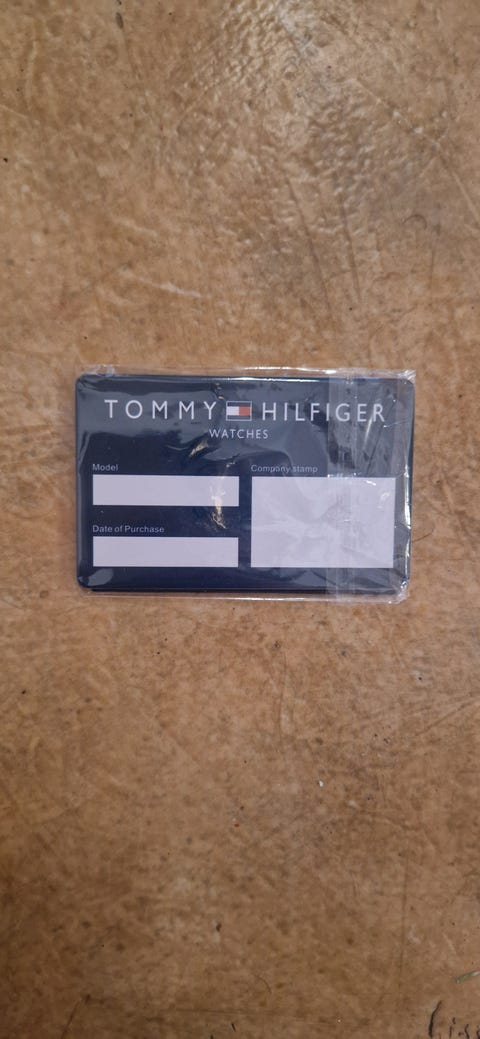 TOMMY HILFIGER
WATCHES
Model
Company stamp
Date of Purchase